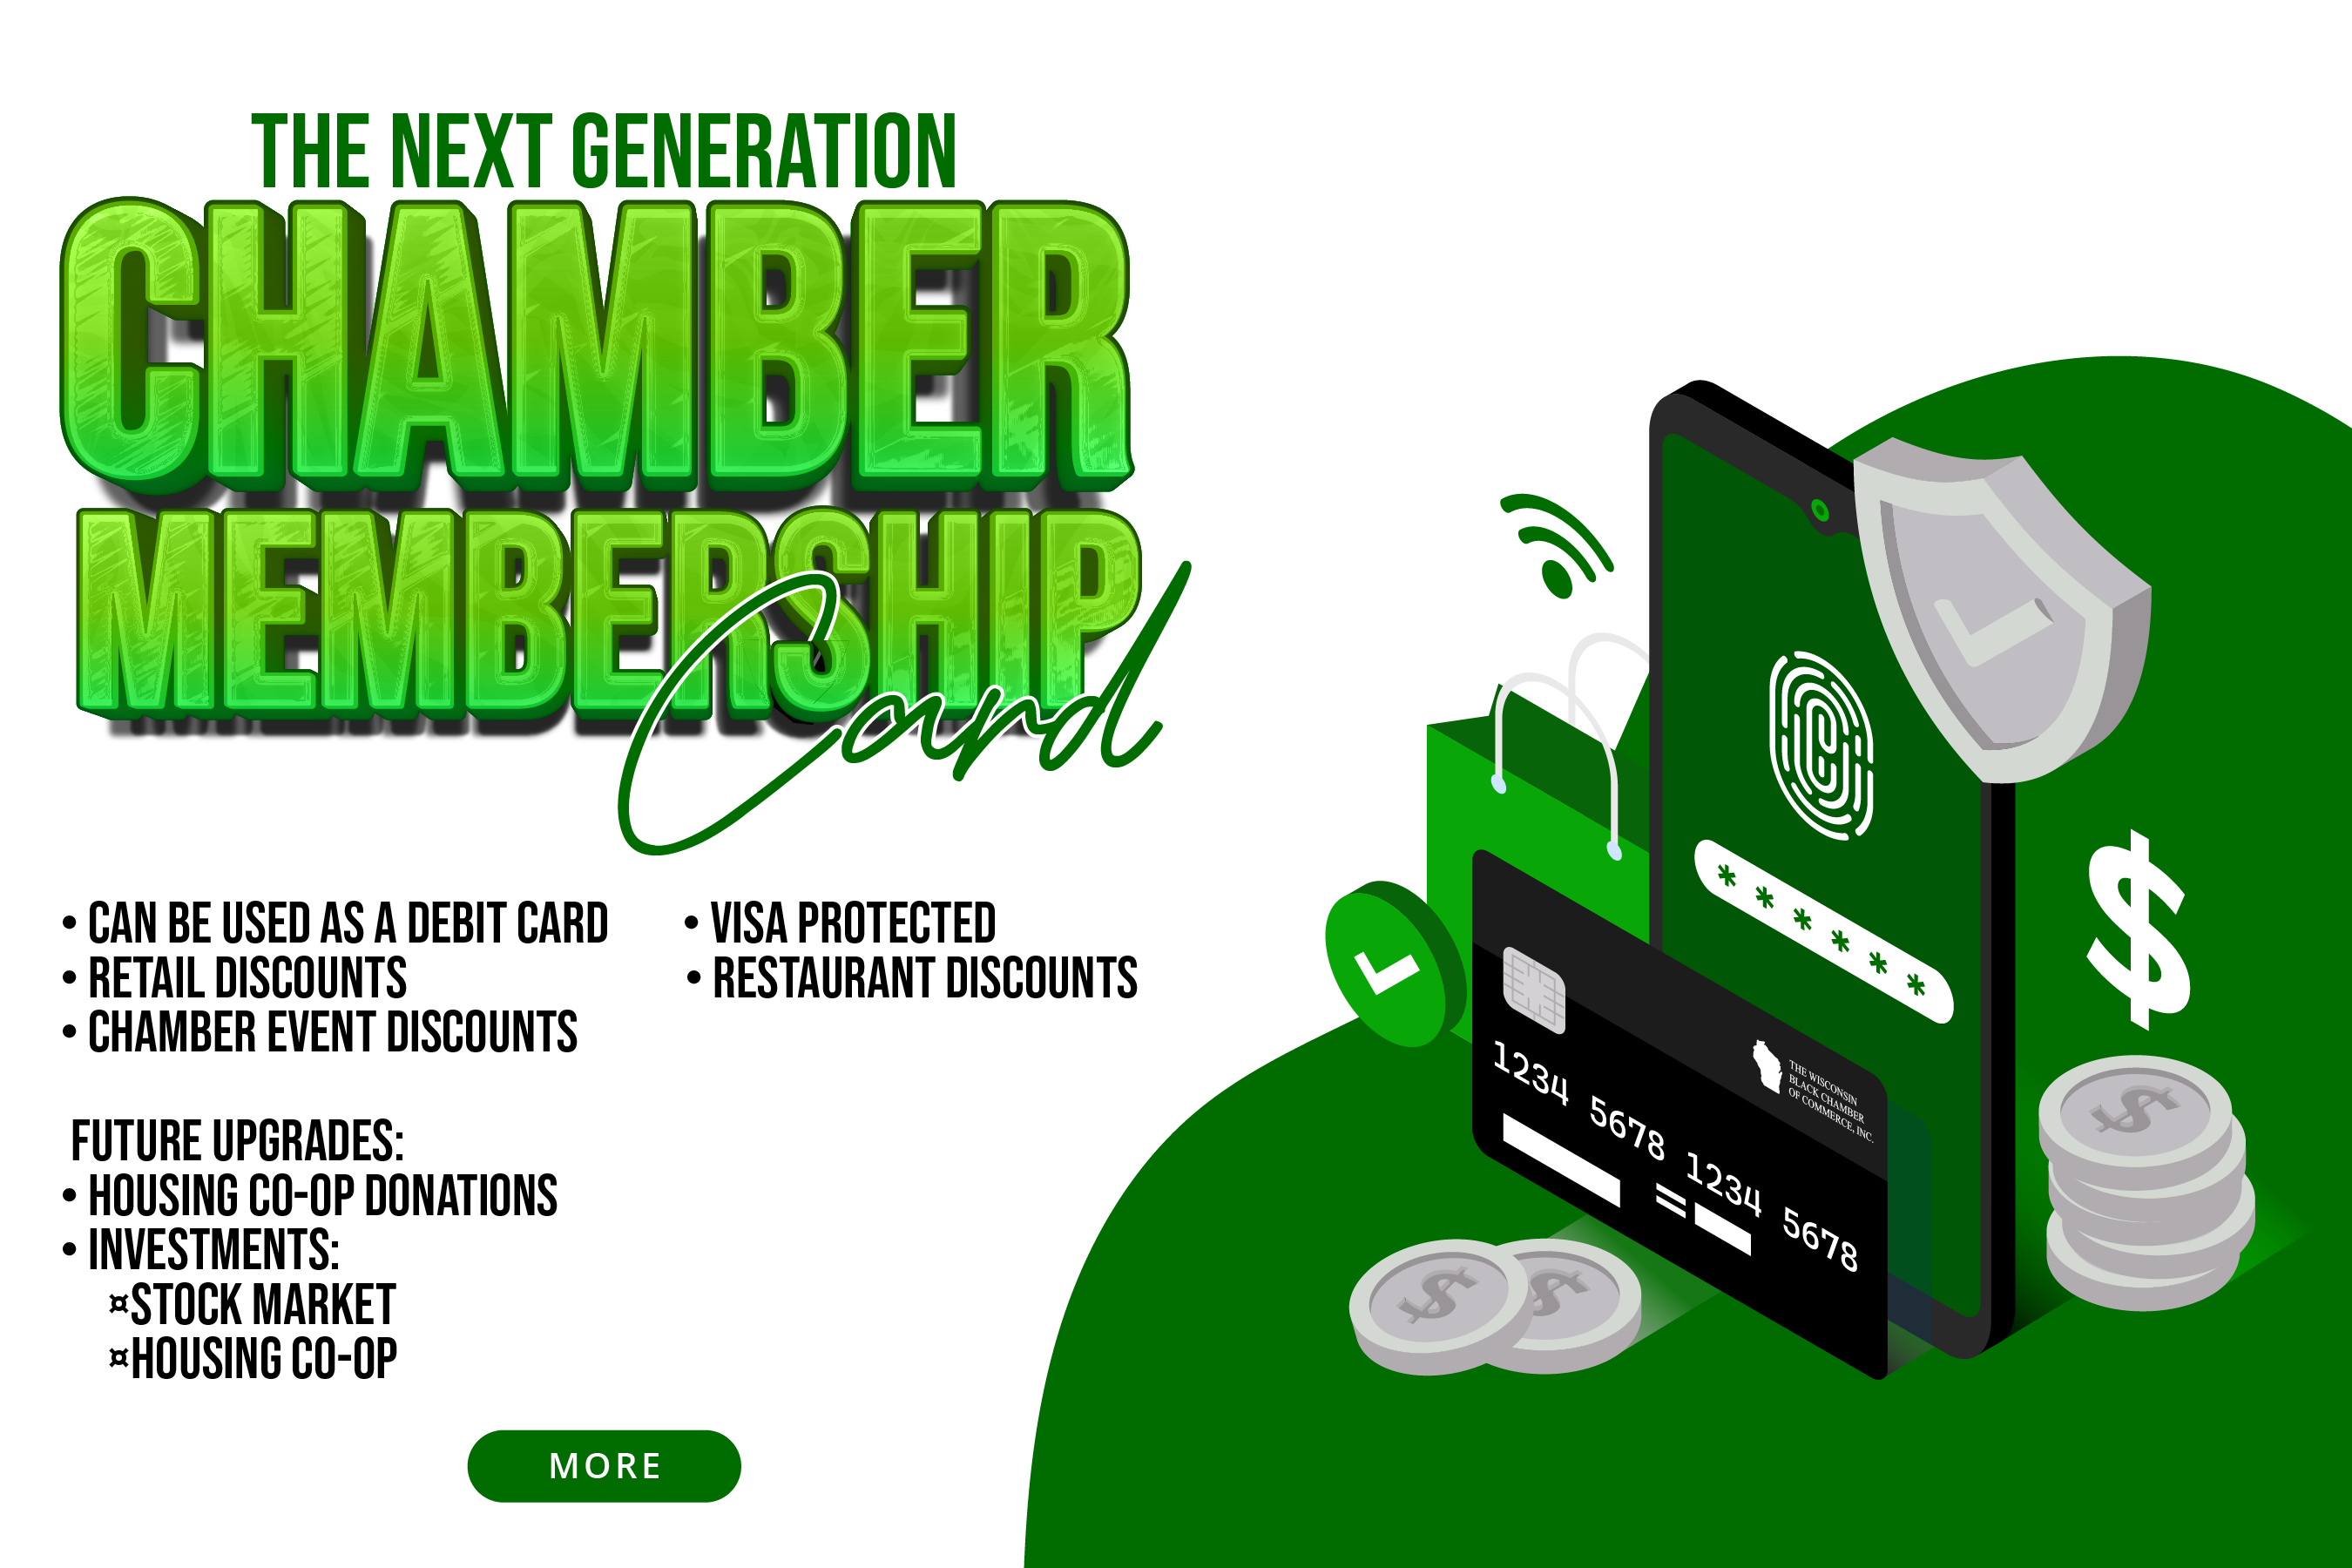 THE NEXT GENERATION
CHAMBER
MEMBERSHIP
Card
• CAN BE USED AS A DEBIT CARD
• RETAIL DISCOUNTS
• CHAMBER EVENT DISCOUNTS
• VISA PROTECTED
• RESTAURANT DISCOUNTS
FUTURE UPGRADES:
• HOUSING CO-OP DONATIONS
• INVESTMENTS:
¤STOCK MARKET
¤HOUSING CO-OP
MORE
* * * * * *
$
THE WISCONSIN
BLACK CHAMBER
OF COMMERCE, INC.
1234 5678 1234 5678
$
$
$